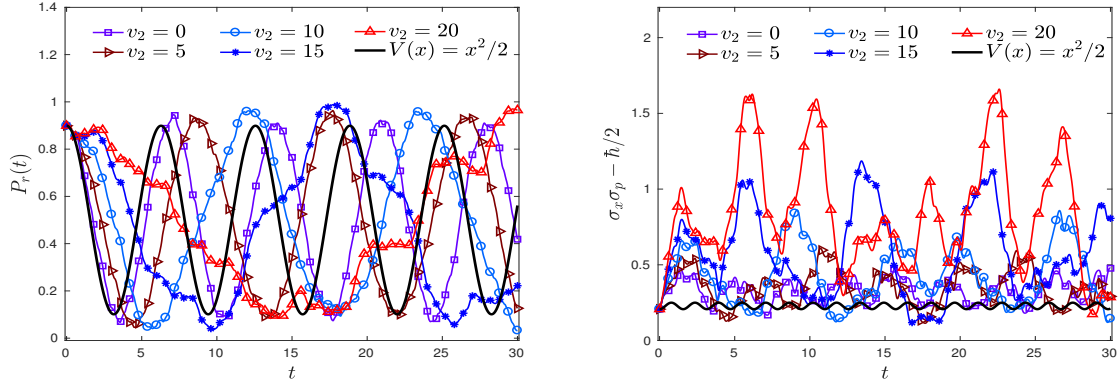 1.4
1.2
1
0.8
0.6
0.4
0.2
0
P_r(t)
v_2 = 0
v_2 = 10
v_2 = 20
v_2 = 5
v_2 = 15
V(x) = x^2/2
0 5 10 15 20 25 30
t
2
1.5
1
0.5
0
σ_xσ_p − ħ/2
v_2 = 0
v_2 = 10
v_2 = 20
v_2 = 5
v_2 = 15
V(x) = x^2/2
0 5 10 15 20 25 30
t